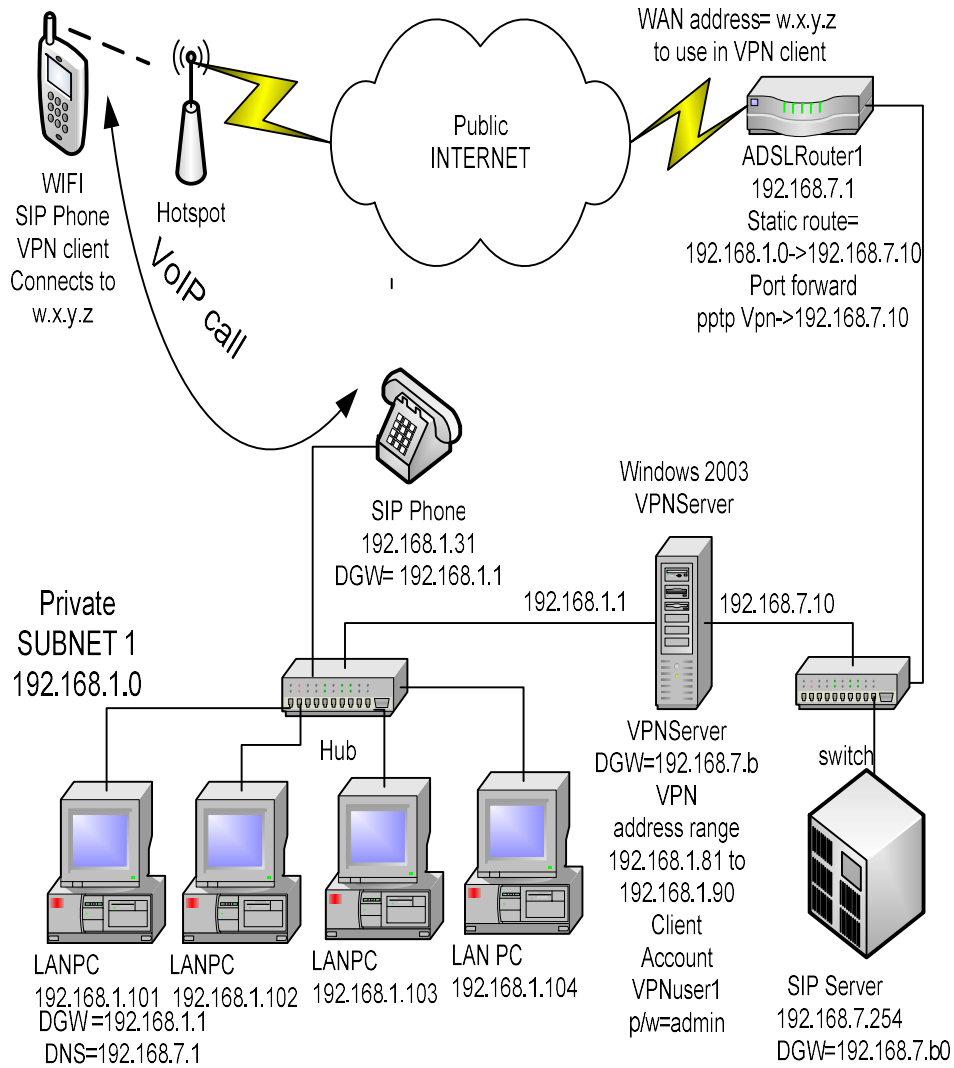 WAN address= w.x.y.z
to use in VPN client
Public
INTERNET
ADSLRouter1
192.168.7.1
Static route=
192.168.1.0->192.168.7.10
Port forward
pptp Vpn->192.168.7.10
WIFI
SIP Phone
VPN client
Connects to
w.x.y.z
Hotspot
VoIP call
SIP Phone
192.168.1.31
DGW= 192.168.1.1
Windows 2003
VPNServer
192.168.1.1
192.168.7.10
Private
SUBNET 1
192.168.1.0
Hub
VPNServer
DGW=192.168.7.b
VPN
address range
192.168.1.81 to
192.168.1.90
Client
Account
VPNuser1
p/w=admin
switch
LANPC
192.168.1.101
DGW=192.168.1.1
DNS=192.168.7.1
LANPC
192.168.1.102
LANPC
192.168.1.103
LAN PC
192.168.1.104
SIP Server
192.168.7.254
DGW=192.168.7.b0